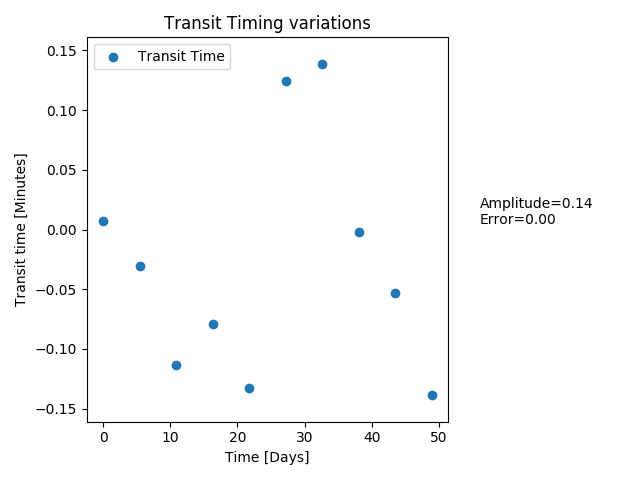 Transit Timing variations
Transit Time
0.15
0.10
0.05
0.00
−0.05
−0.10
−0.15
Transit time [Minutes]
0
10
20
30
40
50
Time [Days]
Amplitude=0.14
Error=0.00